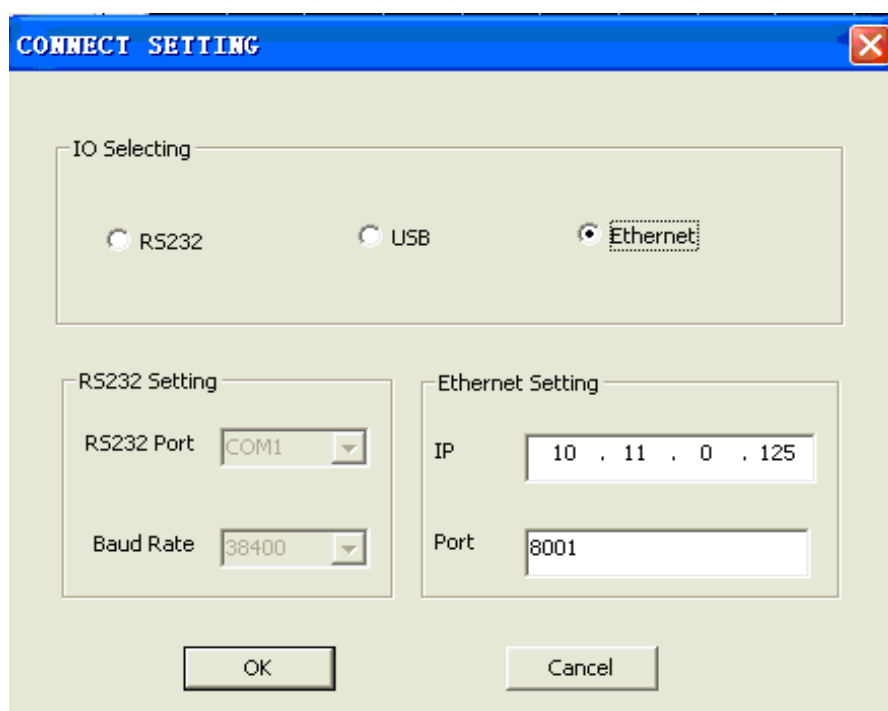 CONNECT SETTING
IO Selecting
RS232
USB
Ethernet
RS232 Setting
RS232 Port
COM1
Baud Rate
38400
Ethernet Setting
IP
10 . 11 . 0 . 125
Port
8001
OK
Cancel